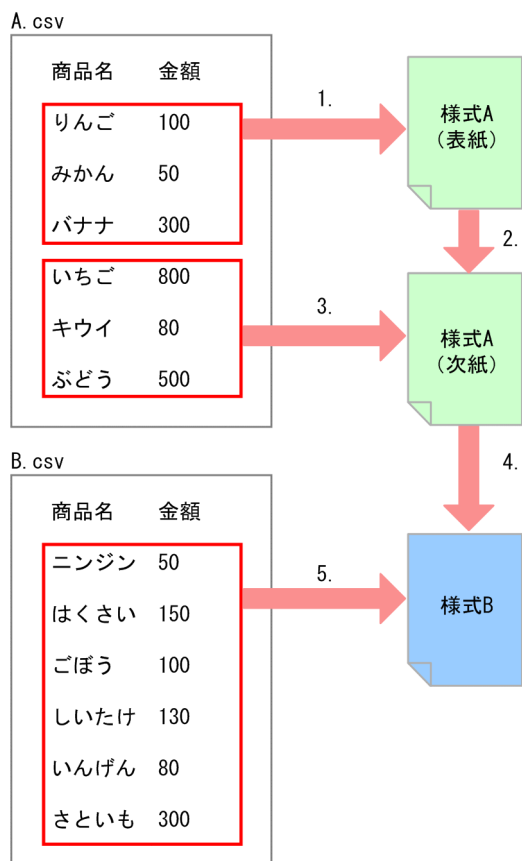 A.csv
商品名 金額
りんご 100
みかん 50
バナナ 300
いちご 800
キウイ 80
ぶどう 500
1.
様式A
(表紙)
2.
3.
様式A
(次紙)
4.
B.csv
商品名 金額
ニンジン 50
はくさい 150
ごぼう 100
しいたけ 130
いんげん 80
さといも 300
5.
様式B